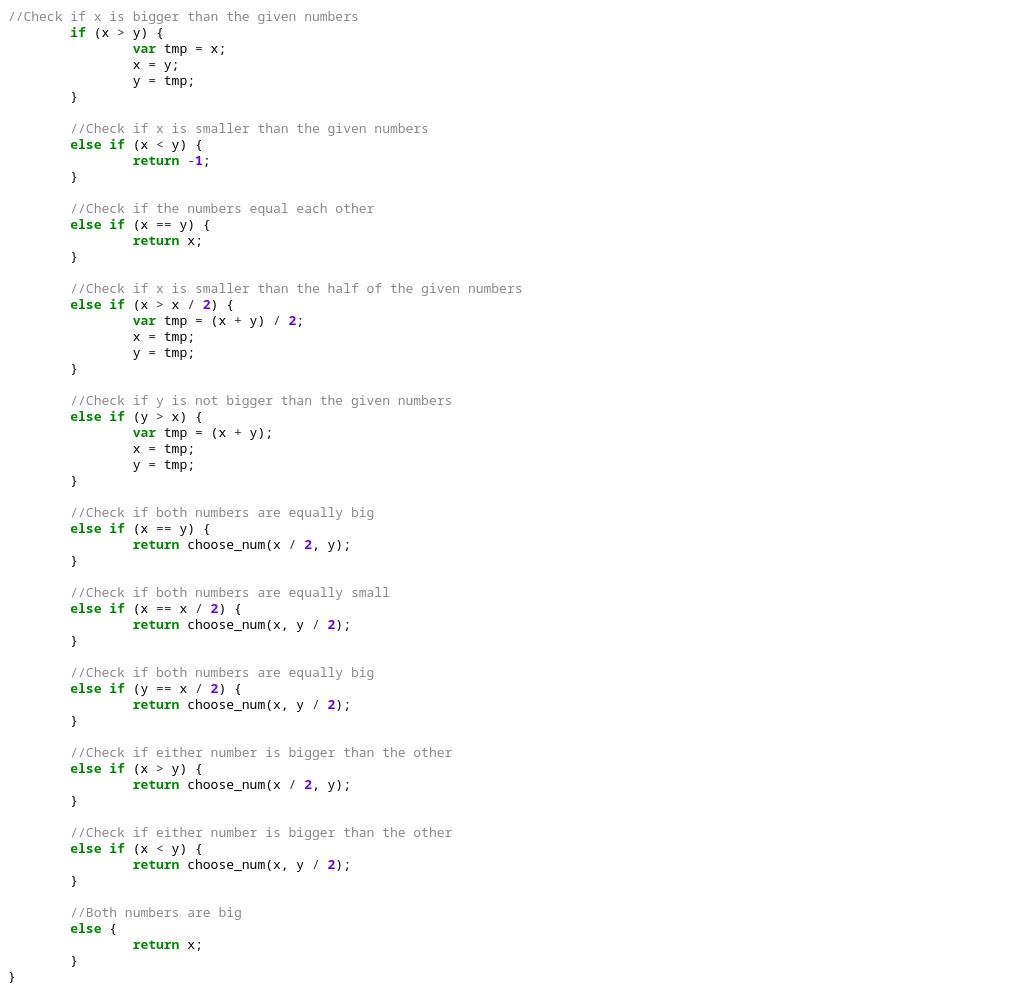 //Check if x is bigger than the given numbers
if (x > y) {
var tmp = x;
x = y;
y = tmp;
}
//Check if x is smaller than the given numbers
else if (x < y) {
return -1;
}
//Check if the numbers equal each other
else if (x == y) {
return x;
}
//Check if x is smaller than the half of the given numbers
else if (x > x / 2) {
var tmp = (x + y) / 2;
x = tmp;
y = tmp;
}
//Check if y is not bigger than the given numbers
else if (y > x) {
var tmp = (x + y);
x = tmp;
y = tmp;
}
//Check if both numbers are equally big
else if (x == y) {
return choose_num(x / 2, y);
}
//Check if both numbers are equally small
else if (x == x / 2) {
return choose_num(x, y / 2);
}
//Check if both numbers are equally big
else if (y == x / 2) {
return choose_num(x, y / 2);
}
//Check if either number is bigger than the other
else if (x > y) {
return choose_num(x / 2, y);
}
//Check if either number is bigger than the other
else if (x < y) {
return choose_num(x, y / 2);
}
//Both numbers are big
else {
return x;
}
}